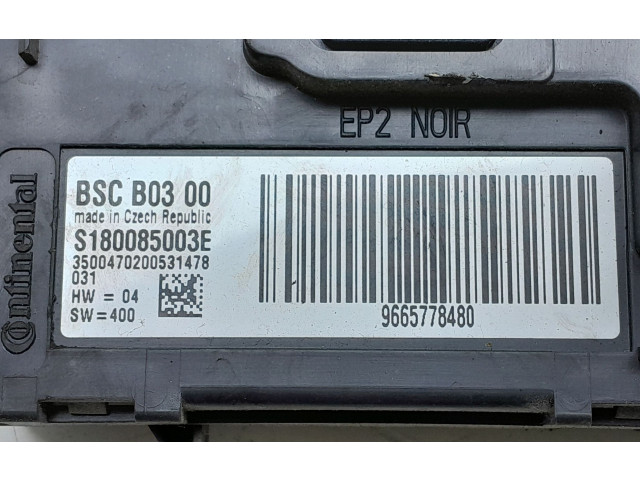 EP2 NOIR
Continental
BSC B03 00
made in Czech Republic
S180085003E
3500470200531478
031
HW = 04
SW=400
9665778480